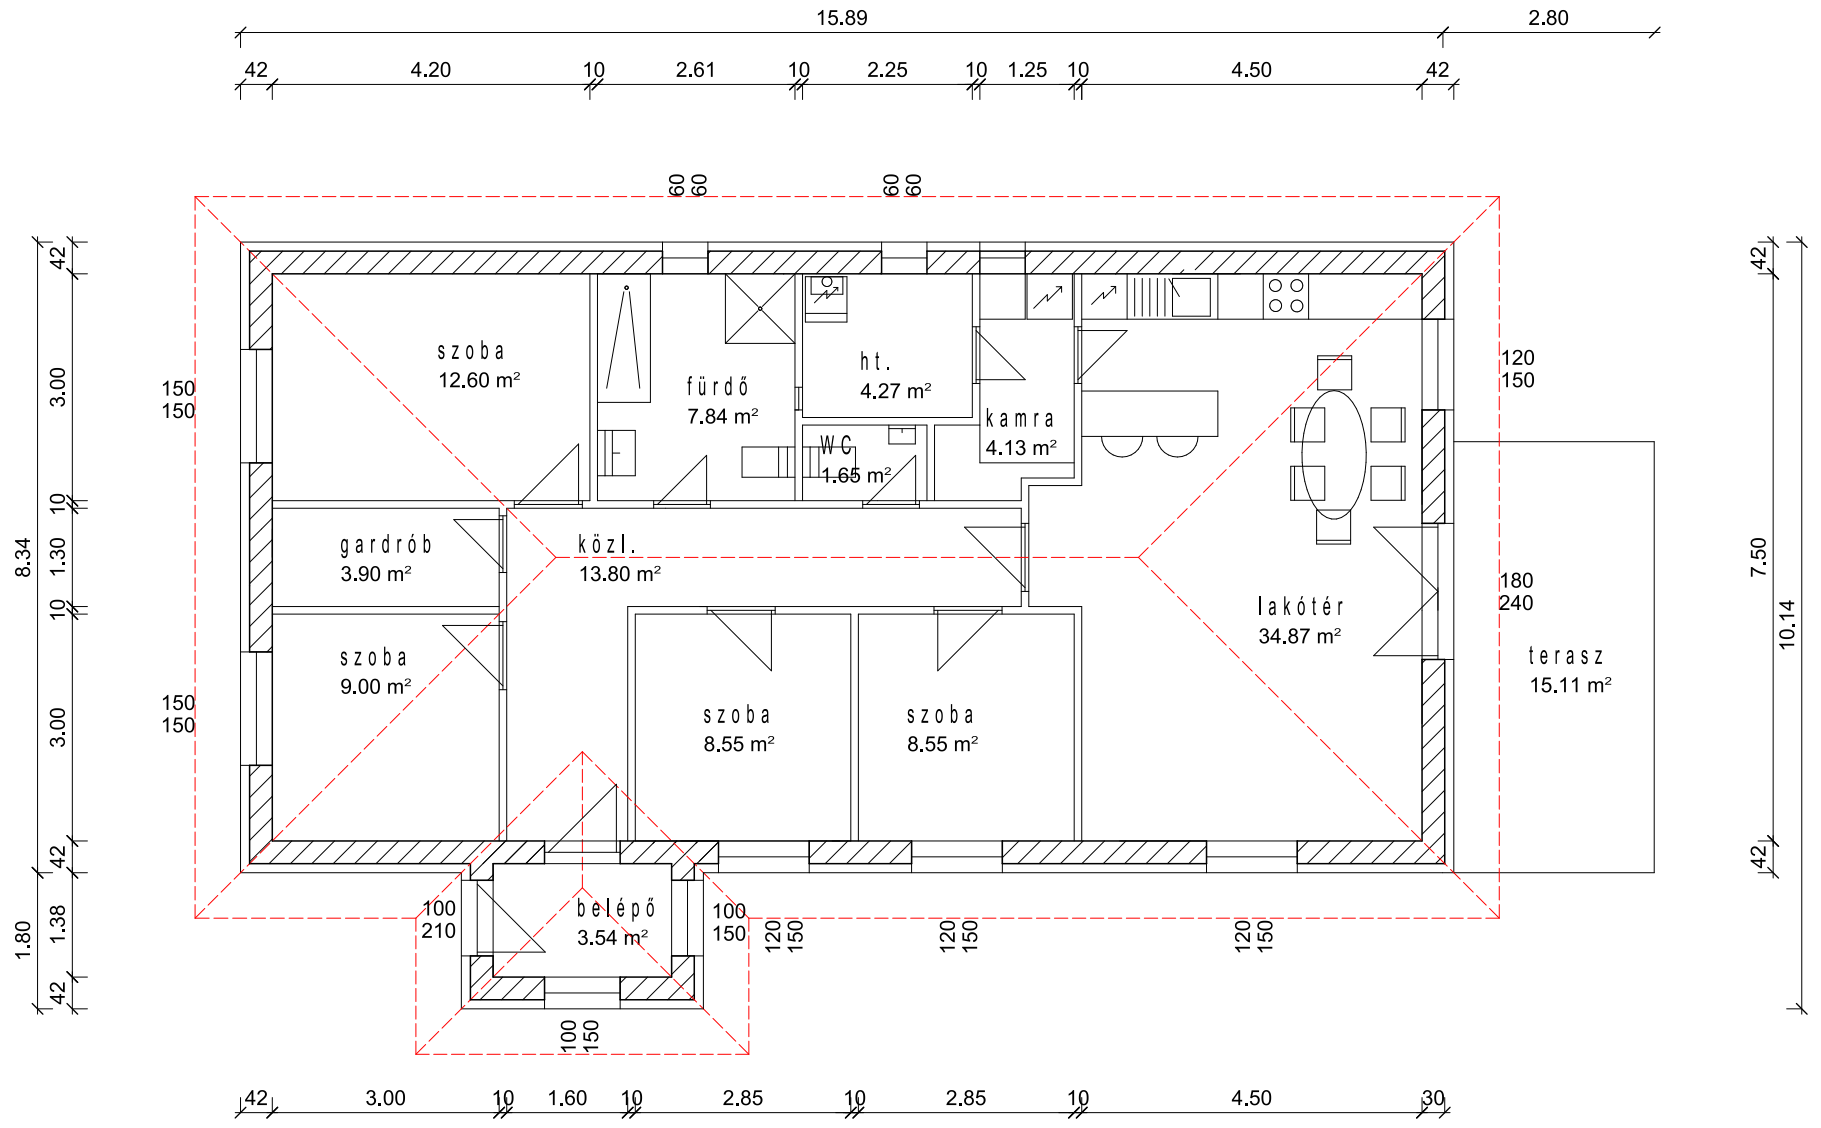 15.89
2.80
42
4.20
10
2.61
10
2.25
10
1.25
10
4.50
42
60
60
60
60
42
3.00
10
1.30
10
3.00
42
8.34
1.38
1.80
42
150
150
150
150
szoba
12.60 m²
fürdő
7.84 m²
ht.
4.27 m²
WC
1.65 m²
kamra
4.13 m²
gardrób
3.90 m²
közl.
13.80 m²
lakótér
34.87 m²
szoba
9.00 m²
szoba
8.55 m²
szoba
8.55 m²
terasz
15.11 m²
belépő
3.54 m²
120
150
180
240
42
7.50
10.14
42
100
210
100
150
120
150
120
150
120
150
100
150
42
3.00
10
1.60
10
2.85
10
2.85
10
4.50
30